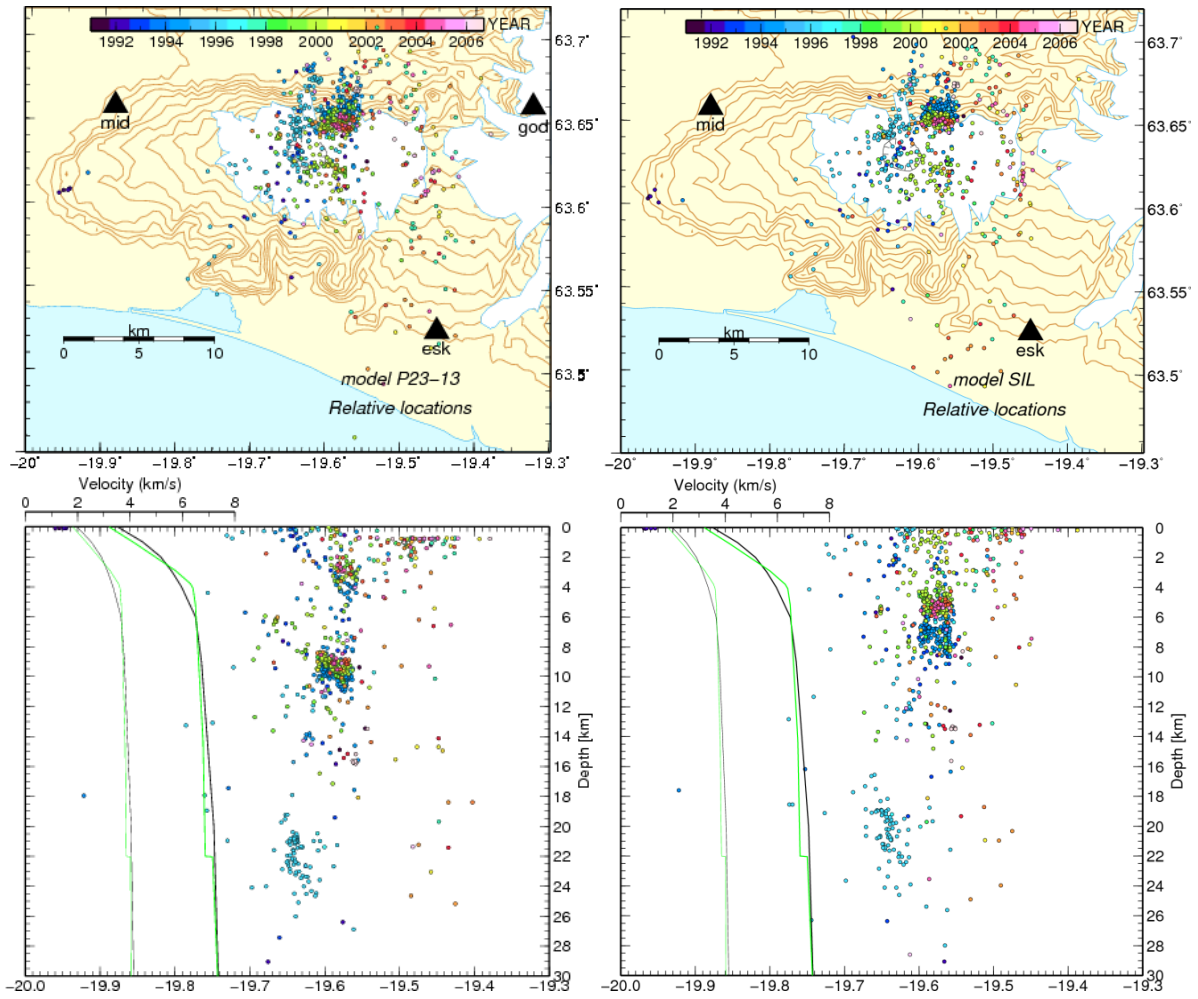 YEAR
1992 1994 1996 1998 2000 2002 2004 2006
63.7°
mid
god
63.65°
63.6°
63.55°
km
0 5 10
esk
63.5°
model P23−13
Relative locations
−20° −19.9° −19.8° −19.7° −19.6° −19.5° −19.4° −19.3°
YEAR
1992 1994 1996 1998 2000 2002 2004 2006
63.7°
mid
63.65°
63.6°
63.55°
km
0 5 10
esk
63.5°
model SIL
Relative locations
−20° −19.9° −19.8° −19.7° −19.6° −19.5° −19.4° −19.3°
Velocity (km/s)
0 2 4 6 8
0
2
4
6
8
10
12
14
16
18
20
22
24
26
28
30
Depth [km]
−20.0 −19.9 −19.8 −19.7 −19.6 −19.5 −19.4 −19.3
Velocity (km/s)
0 2 4 6 8
0
2
4
6
8
10
12
14
16
18
20
22
24
26
28
30
Depth [km]
−20.0 −19.9 −19.8 −19.7 −19.6 −19.5 −19.4 −19.3